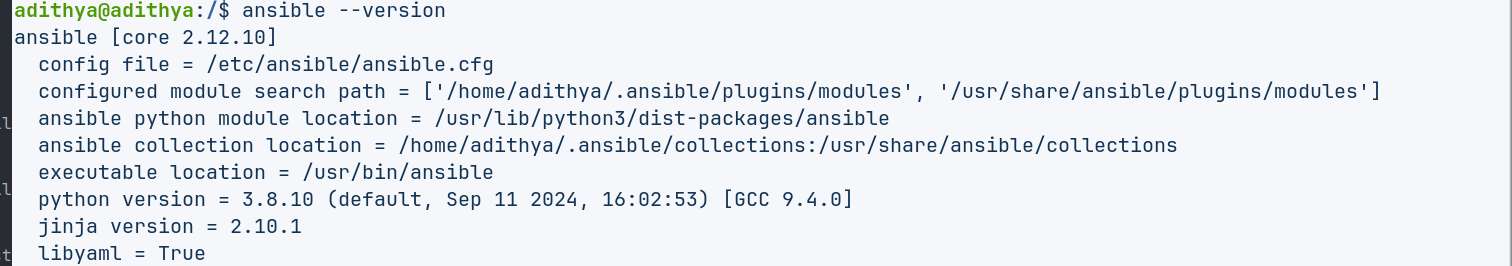 adithya@adithya:/$ ansible --version
ansible [core 2.12.10]
  config file = /etc/ansible/ansible.cfg
  configured module search path = ['/home/adithya/.ansible/plugins/modules', '/usr/share/ansible/plugins/modules']
  ansible python module location = /usr/lib/python3/dist-packages/ansible
  ansible collection location = /home/adithya/.ansible/collections:/usr/share/ansible/collections
  executable location = /usr/bin/ansible
  python version = 3.8.10 (default, Sep 11 2024, 16:02:53) [GCC 9.4.0]
  jinja version = 2.10.1
  libyaml = True